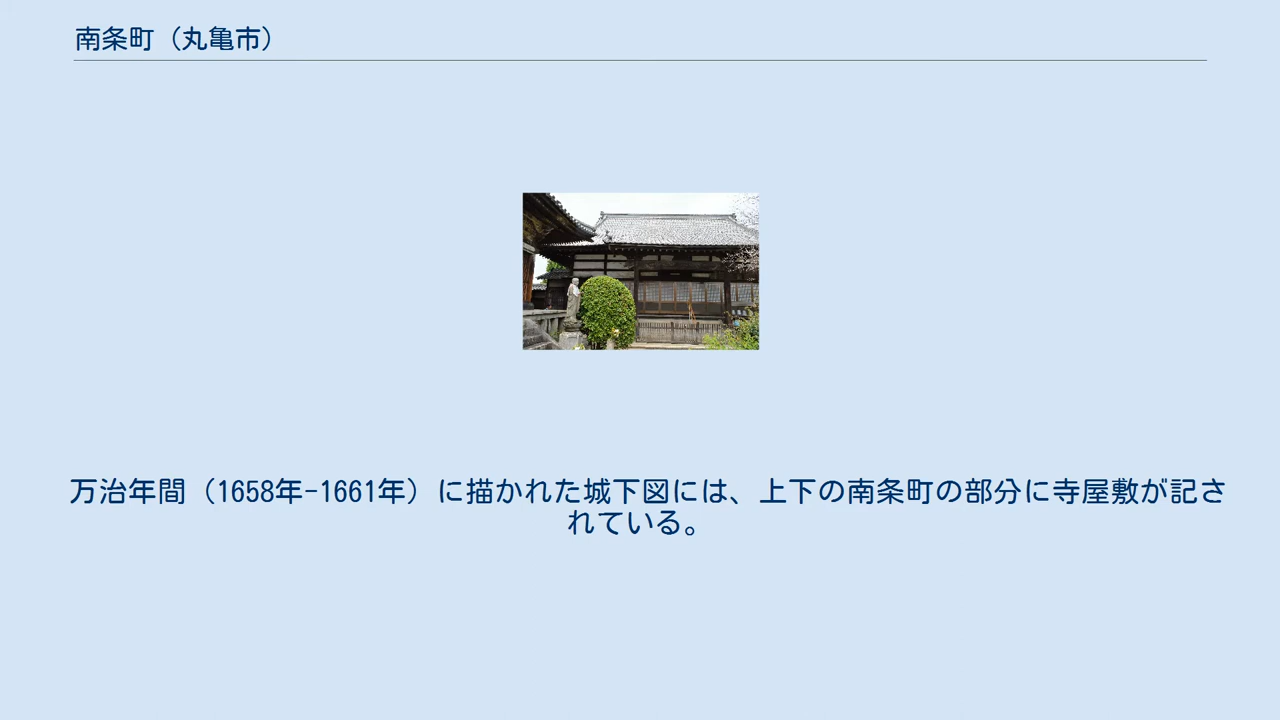 南条町（丸亀市）
万治年間（1658年-1661年）に描かれた城下図には、上下の南条町の部分に寺屋敷が記さ
れている。